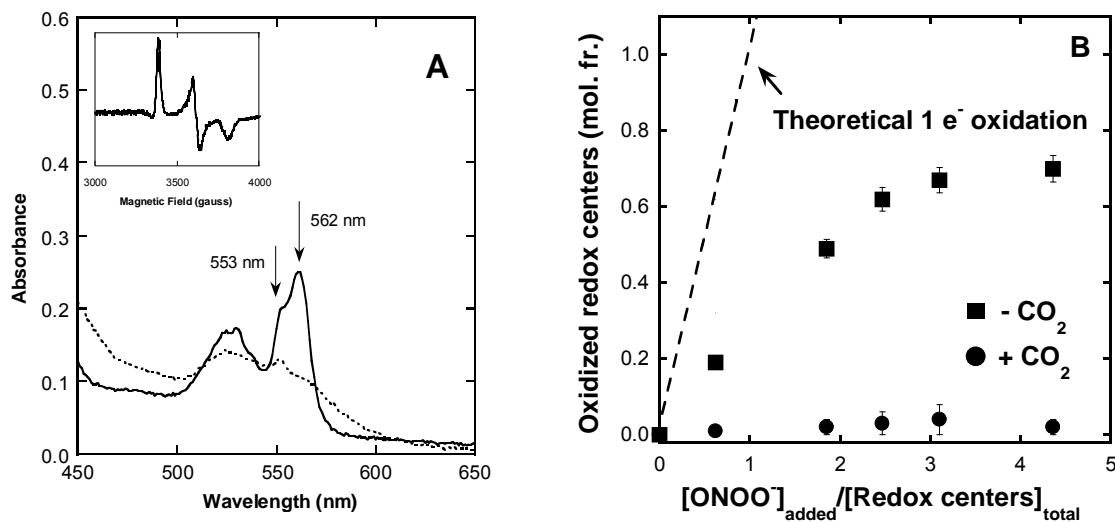 A
0.6
0.5
0.4
0.3
0.2
0.1
0.0
Absorbance
3000 3500 4000
Magnetic Field (gauss)
562 nm
553 nm
450 500 550 600 650
Wavelength (nm)
B
1.0
0.8
0.6
0.4
0.2
0.0
Oxidized redox centers (mol. fr.)
Theoretical 1 e⁻ oxidation
- CO₂
+ CO₂
0 1 2 3 4 5
[ONOO⁻]added/[Redox centers]total